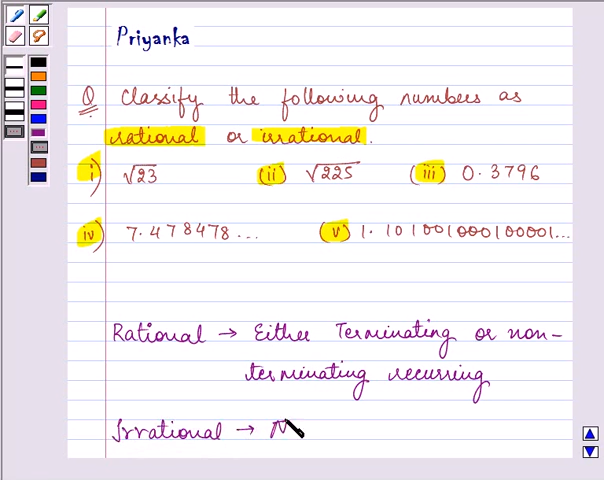 Priyanka
Q Classify the following numbers as
rational or irrational.
i) √23 (ii) √225 (iii) 0.3796
iv) 7.478478... (v) 1.101001000100001...
Rational → Either Terminating or non-
terminating recurring
Irrational → N